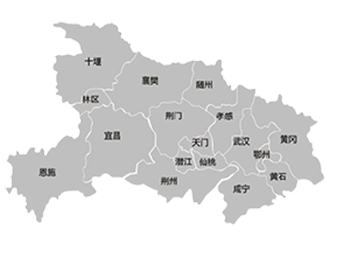 十堰
襄樊
随州
林区
荆门
孝感
宜昌
天门
武汉
黄冈
鄂州
恩施
潜江
仙桃
荆州
黄石
咸宁